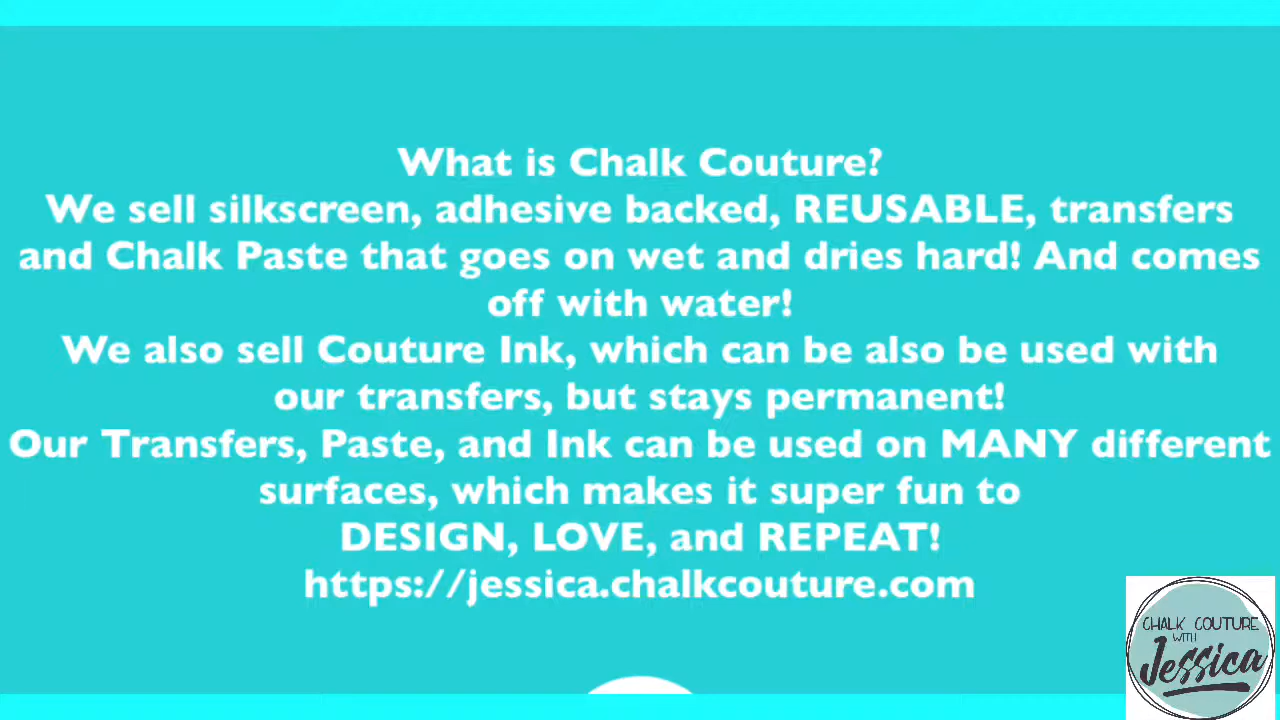 What is Chalk Couture?
We sell silkscreen, adhesive backed, REUSABLE, transfers
and Chalk Paste that goes on wet and dries hard! And comes
off with water!
We also sell Couture Ink, which can be also be used with
our transfers, but stays permanent!
Our Transfers, Paste, and Ink can be used on MANY different
surfaces, which makes it super fun to
DESIGN, LOVE, and REPEAT!
https://jessica.chalkcouture.com
CHALK COUTURE
WITH
Jessica